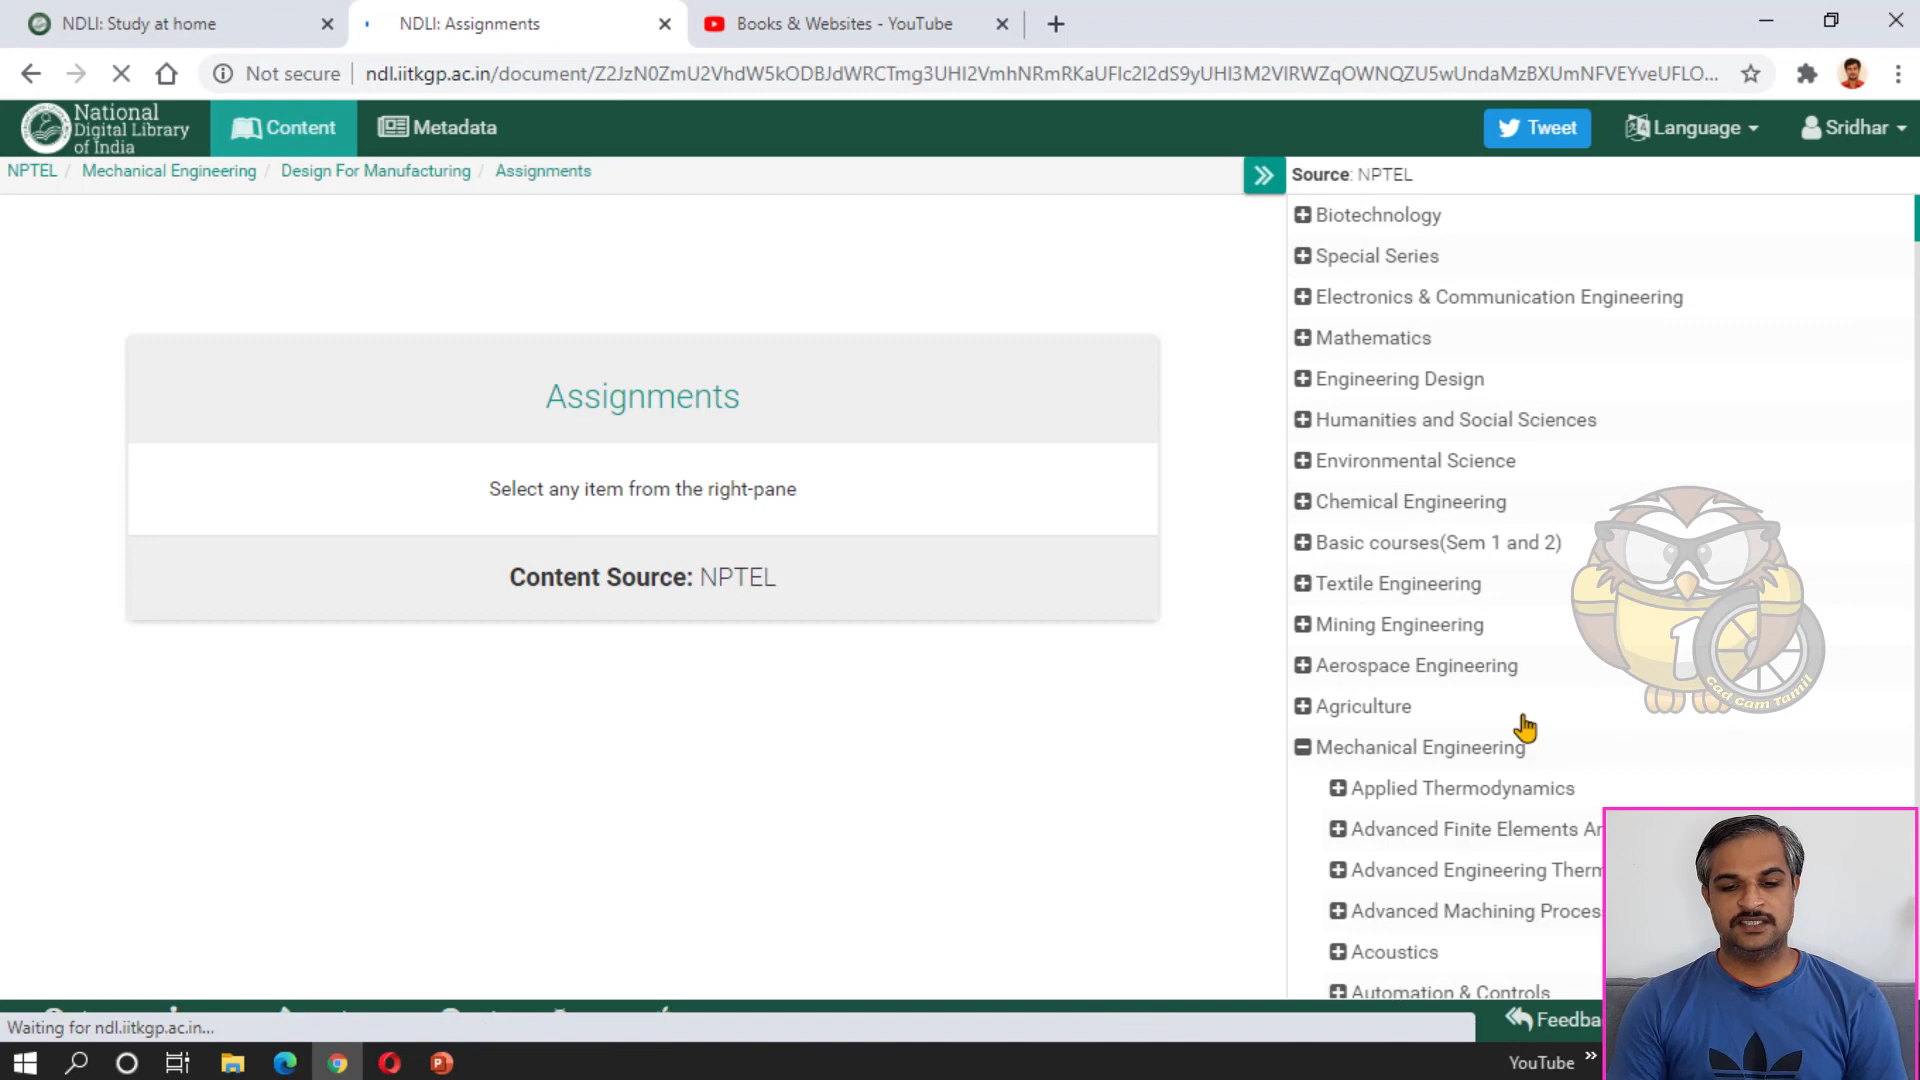 NDLI: Study at home
NDLI: Assignments
Books & Websites - YouTube
Not secure
ndl.iitkgp.ac.in/document/Z2JzN0ZmU2VhdW5kODBJdWRCTmg3UHI2VmhNRmRKaUFIc2I2dS9yUHI3M2VIRWZqOWNQZU5wUndaMzBXUmNFVEYveUFLO...
National
Digital Library
of India
Content
Metadata
Tweet
Language
Sridhar
NPTEL / Mechanical Engineering / Design For Manufacturing / Assignments
Source: NPTEL
Assignments
Select any item from the right-pane
Content Source: NPTEL
Biotechnology
Special Series
Electronics & Communication Engineering
Mathematics
Engineering Design
Humanities and Social Sciences
Environmental Science
Chemical Engineering
Basic courses(Sem 1 and 2)
Textile Engineering
Mining Engineering
Aerospace Engineering
Agriculture
Mechanical Engineering
Applied Thermodynamics
Advanced Finite Elements An
Advanced Engineering Therm
Advanced Machining Proces
Acoustics
Automation & Controls
10
Cad Cam Tamil
Feedba
Waiting for ndl.iitkgp.ac.in...
YouTube